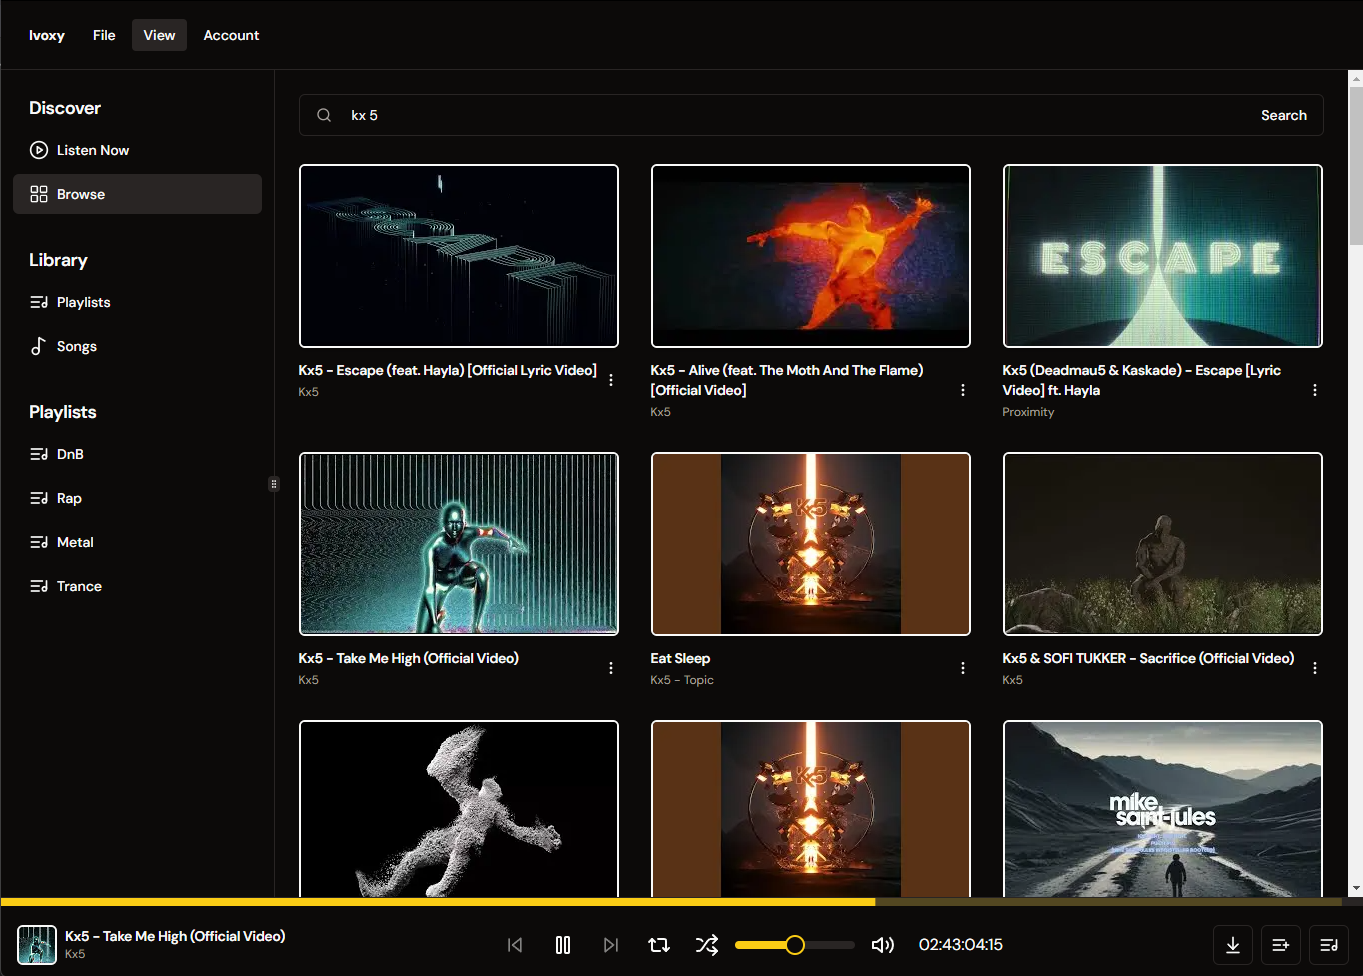 Ivoxy File View Account
Discover
Listen Now
Browse
Library
Playlists
Songs
Playlists
DnB
Rap
Metal
Trance
kx 5 Search
ESCAPE
ESCAPE
Kx5 - Escape (feat. Hayla) [Official Lyric Video]
Kx5
Kx5 - Alive (feat. The Moth And The Flame)
[Official Video]
Kx5
Kx5 (Deadmau5 & Kaskade) - Escape [Lyric
Video] ft. Hayla
Proximity
Kx5
Kx5 - Take Me High (Official Video)
Kx5
Eat Sleep
Kx5 - Topic
Kx5 & SOFI TUKKER - Sacrifice (Official Video)
Kx5
Kx5
mike
saint-jules
Kx5 - Take Me High (Official Video)
Kx5
02:43:04:15